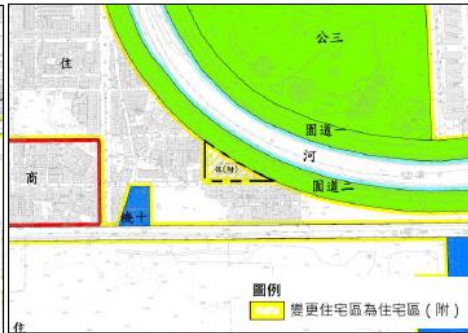 公三
住
園道一
河
住(附)
園道二
商
機十
圖例
變更住宅區為住宅區（附）
住